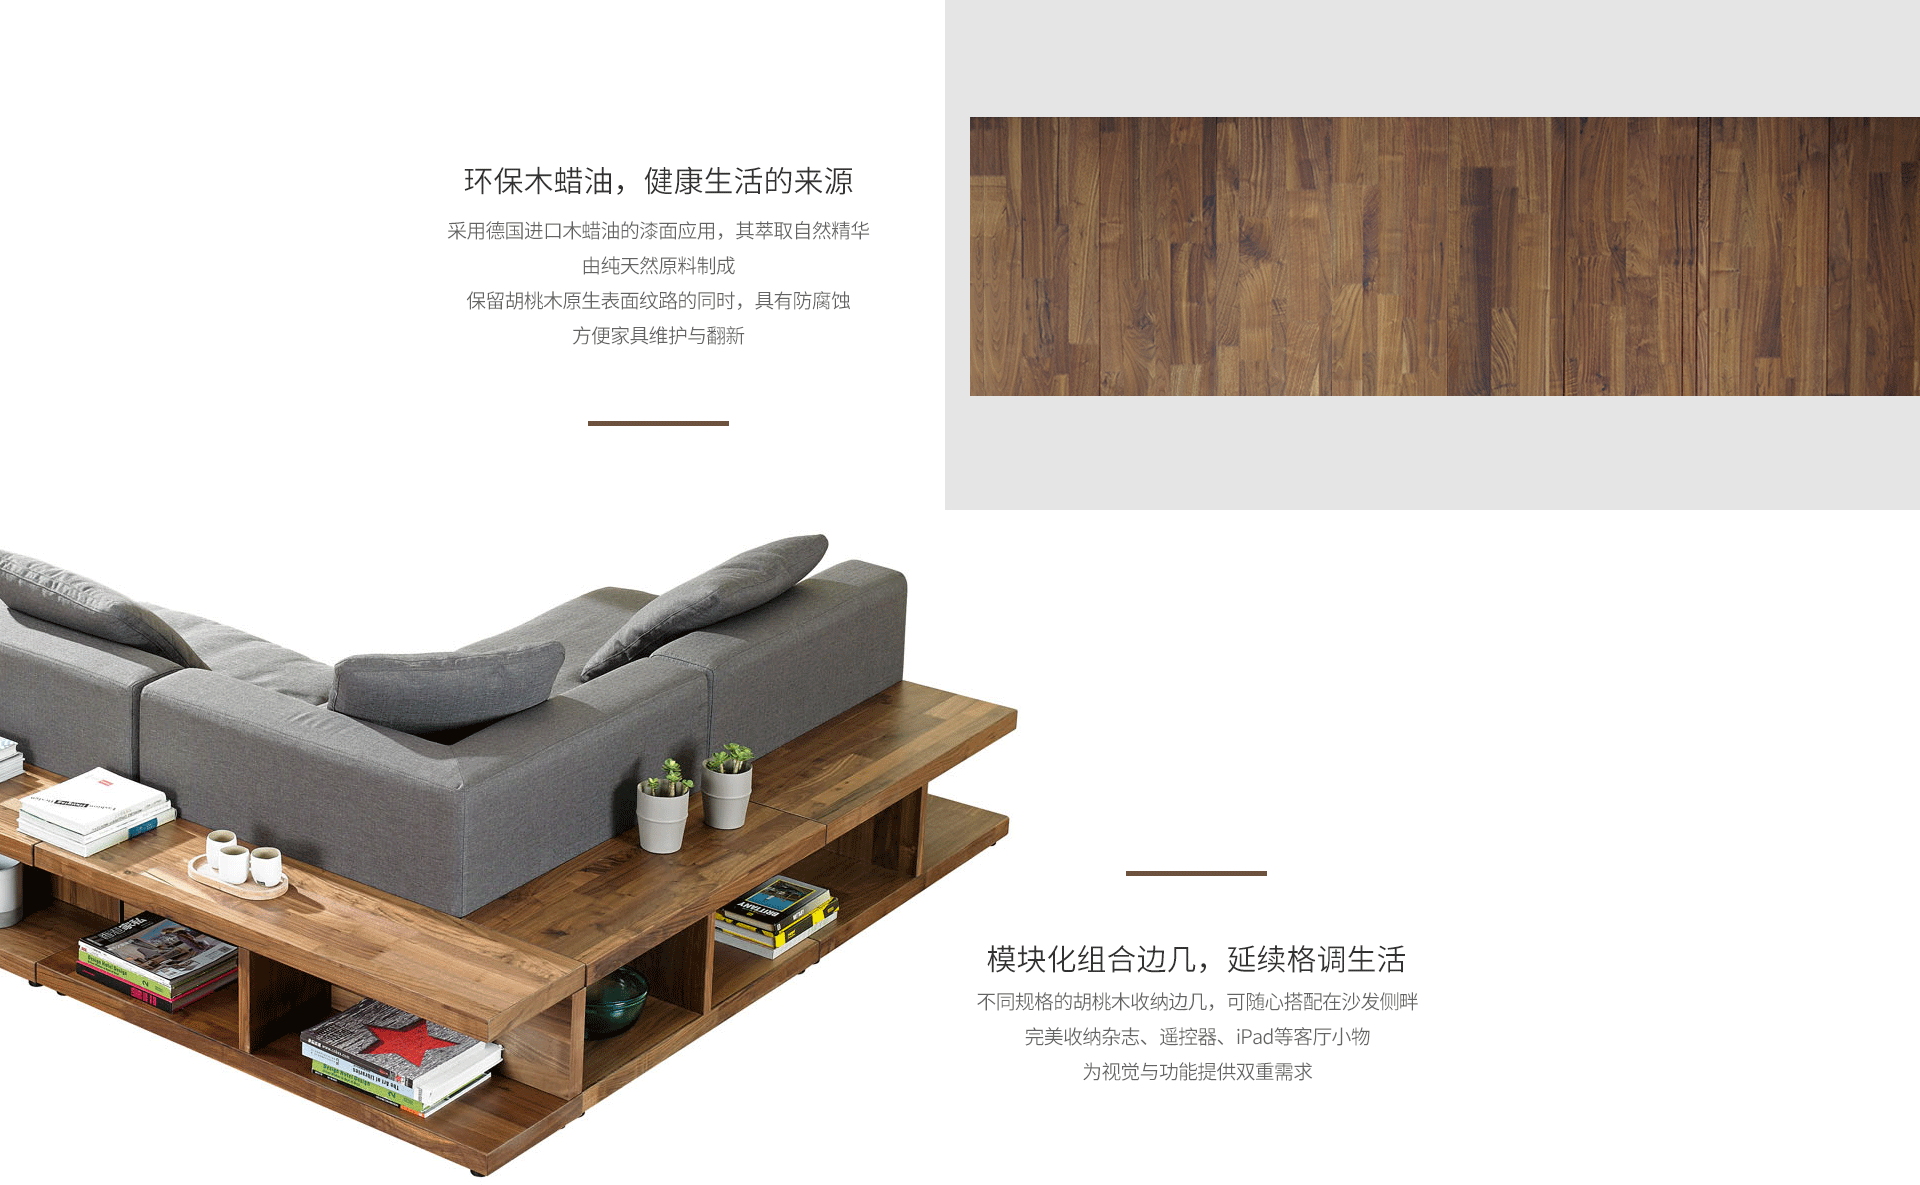 环保木蜡油，健康生活的来源
采用德国进口木蜡油的漆面应用，其萃取自然精华
由纯天然原料制成
保留胡桃木原生表面纹路的同时，具有防腐蚀
方便家具维护与翻新
BRITTANY
模块化组合边几，延续格调生活
不同规格的胡桃木收纳边几，可随心搭配在沙发侧畔
完美收纳杂志、遥控器、iPad等客厅小物
为视觉与功能提供双重需求